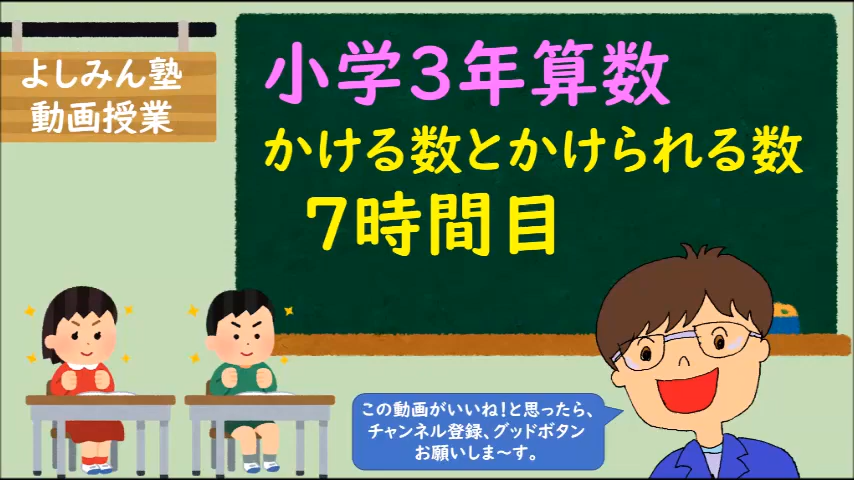 よしみん塾
動画授業
小学3年算数
かける数とかけられる数
7時間目
この動画がいいね!と思ったら、
チャンネル登録、グッドボタン
お願いしま~す。